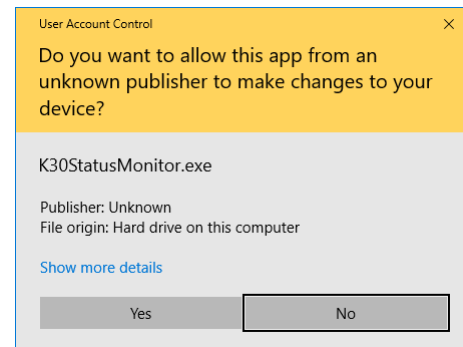 User Account Control
Do you want to allow this app from an
unknown publisher to make changes to your
device?
K30StatusMonitor.exe
Publisher: Unknown
File origin: Hard drive on this computer
Show more details
Yes
No